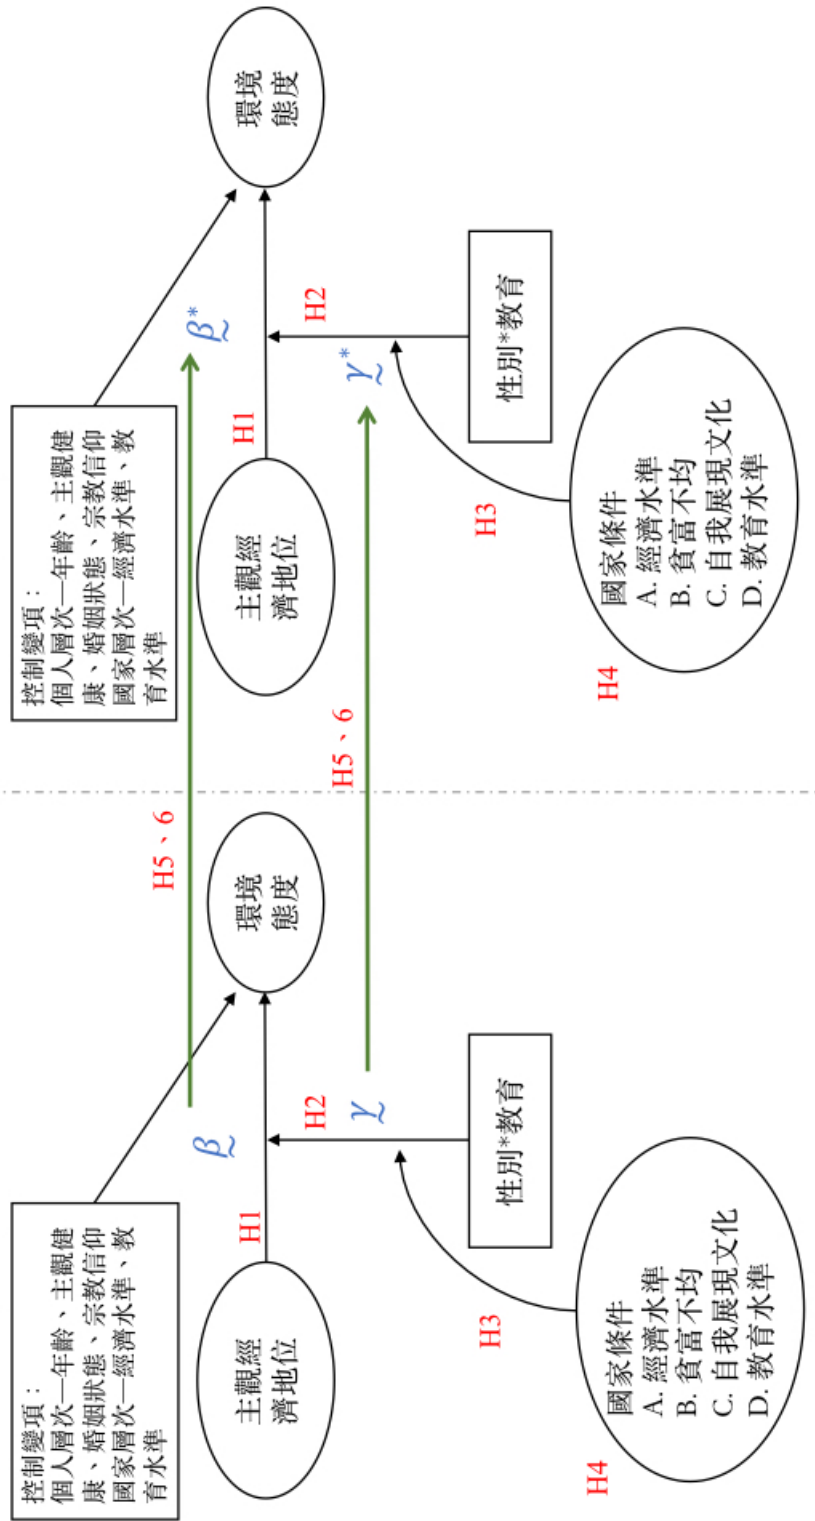 控制變項：
個人層次—年齡、主觀健
康、婚姻狀態、宗教信仰
國家層次—經濟水準、教
育水準
主觀經
濟地位
H1
β
~
環境
態度
H2
γ
~
性別*教育
H3
H4
國家條件
A. 經濟水準
B. 貧富不均
C. 自我展現文化
D. 教育水準
H5、6
H5、6
控制變項：
個人層次—年齡、主觀健
康、婚姻狀態、宗教信仰
國家層次—經濟水準、教
育水準
主觀經
濟地位
H1
β*
~
環境
態度
H2
γ*
~
性別*教育
H3
H4
國家條件
A. 經濟水準
B. 貧富不均
C. 自我展現文化
D. 教育水準